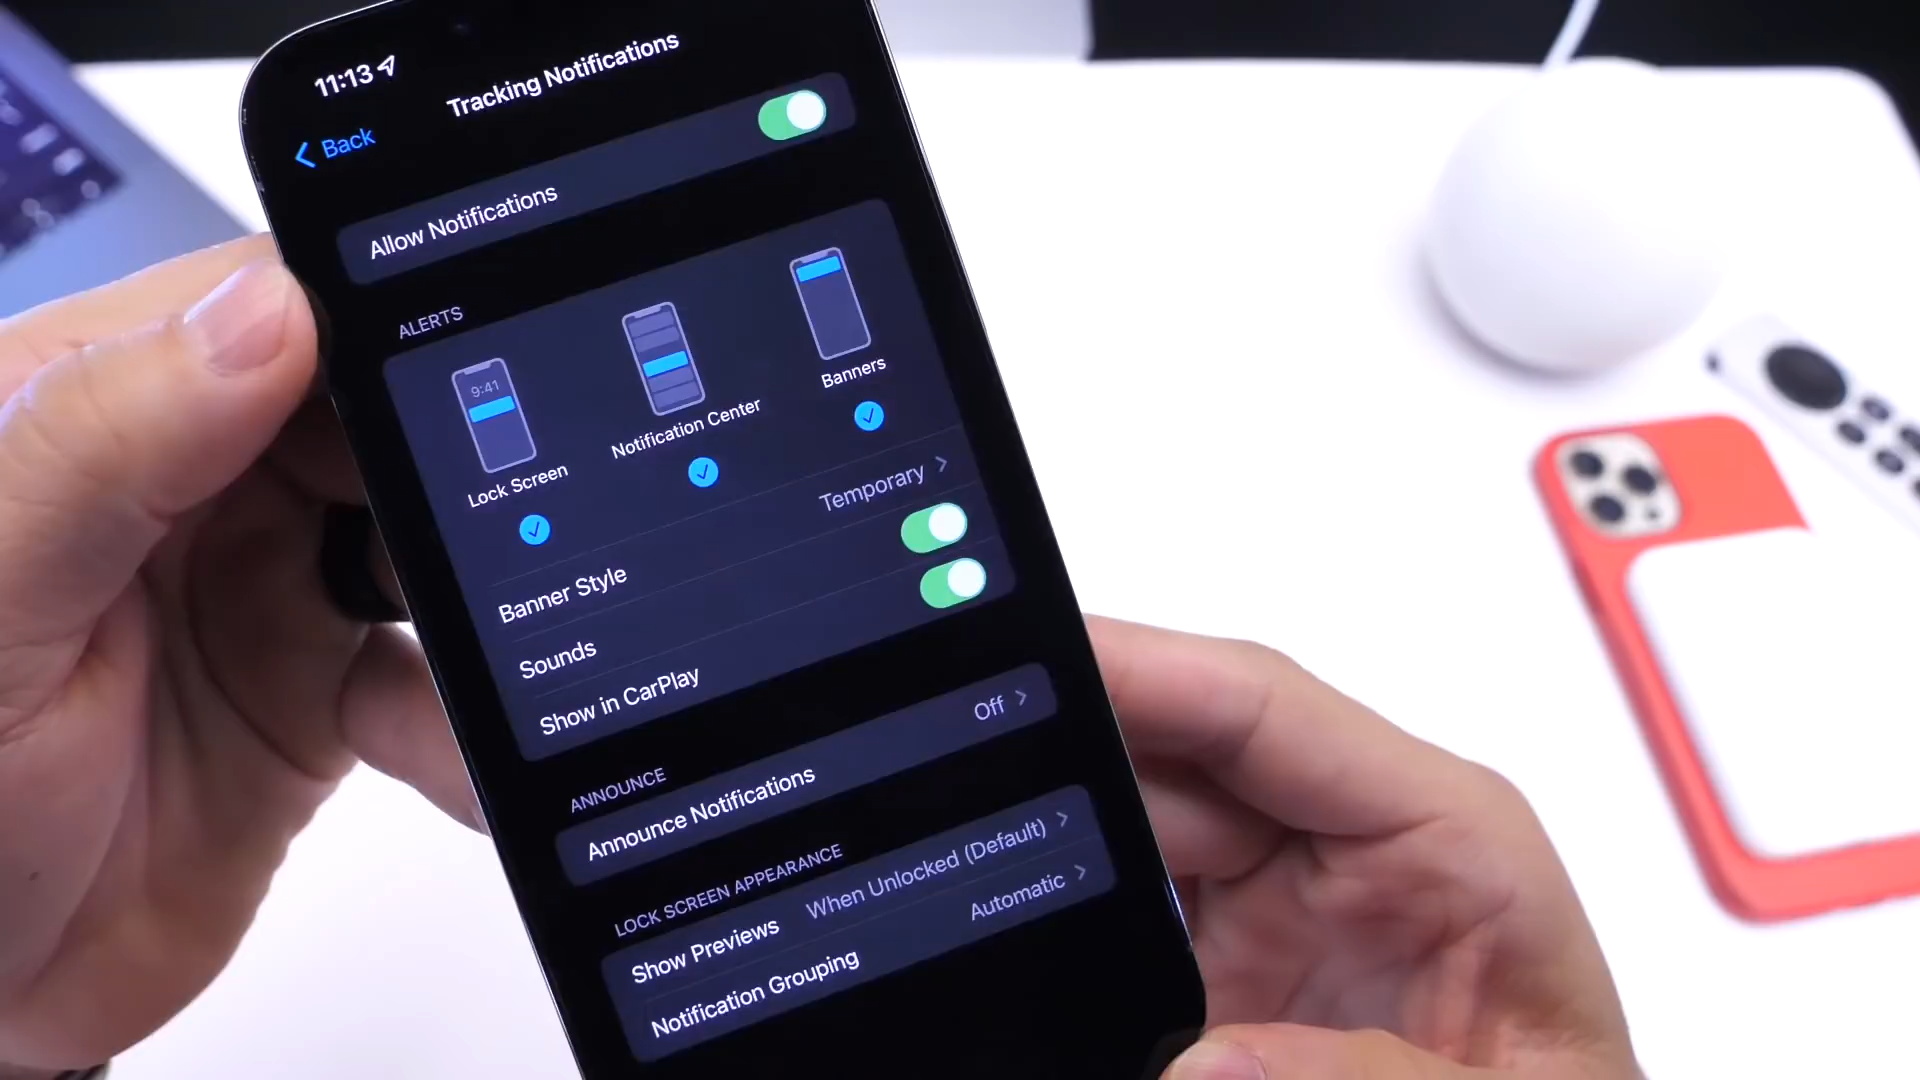 11:13
Tracking Notifications
Back
Allow Notifications
ALERTS
9:41
Lock Screen
Notification Center
Banners
Banner Style Temporary
Sounds
Show in CarPlay
ANNOUNCE
Announce Notifications Off
LOCK SCREEN APPEARANCE
Show Previews When Unlocked (Default)
Notification Grouping Automatic